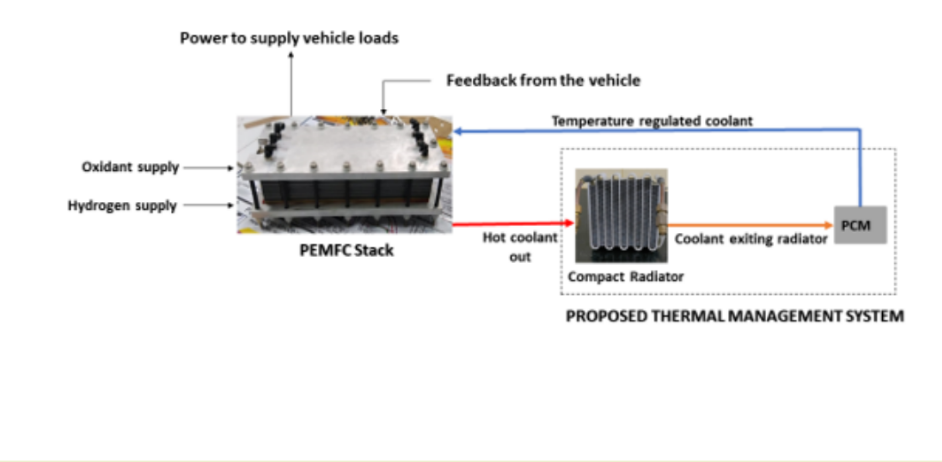 Power to supply vehicle loads
Feedback from the vehicle
Temperature regulated coolant
Oxidant supply
Hydrogen supply
PEMFC Stack
Hot coolant
out
Coolant exiting radiator
PCM
Compact Radiator
PROPOSED THERMAL MANAGEMENT SYSTEM